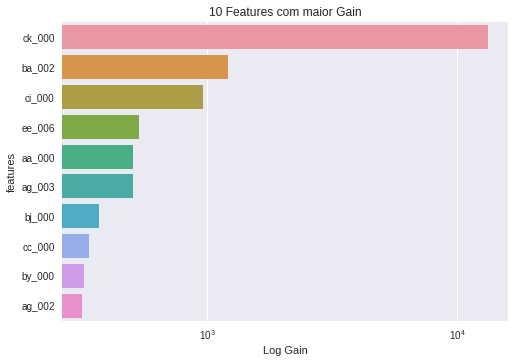 10 Features com maior Gain
features
ck_000
ba_002
ci_000
ee_006
aa_000
ag_003
bj_000
cc_000
by_000
ag_002
10³
10⁴
Log Gain